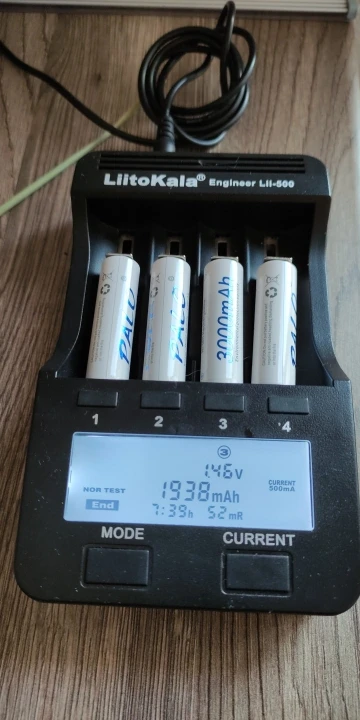 LiitoKala® Engineer Lii-500
PALO
PALO
3000mAh
1
2
3
4
3
1.46V
NOR TEST
1938mAh
CURRENT
500mA
End
7:39h 52mR
MODE
CURRENT